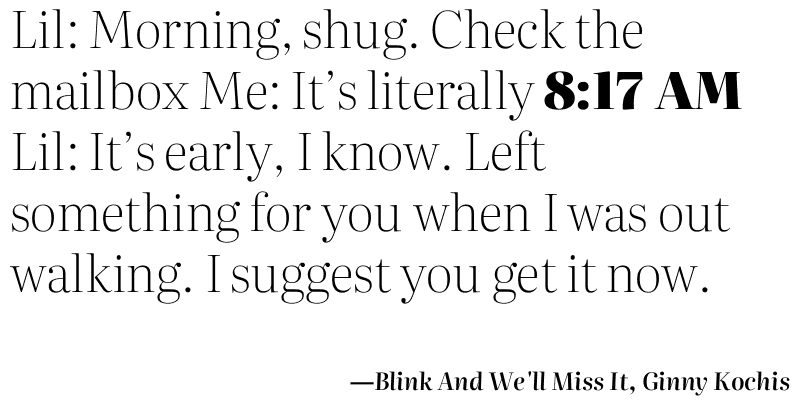 Lil: Morning, shug. Check the
mailbox Me: It’s literally 8:17 AM
Lil: It’s early, I know. Left
something for you when I was out
walking. I suggest you get it now.
—Blink And We'll Miss It, Ginny Kochis